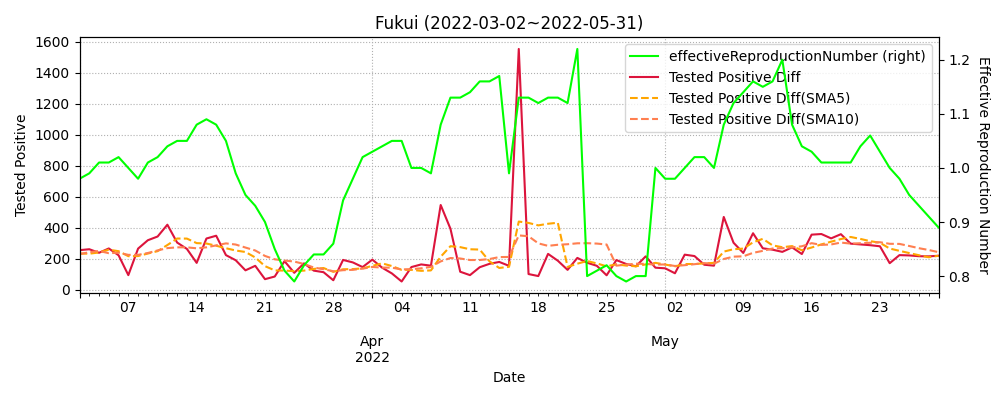 Fukui (2022-03-02~2022-05-31)
effectiveReproductionNumber (right)
Tested Positive Diff
Tested Positive Diff(SMA5)
Tested Positive Diff(SMA10)
Tested Positive
1600
1400
1200
1000
800
600
400
200
0
Effective Reproduction Number
1.2
1.1
1.0
0.9
0.8
07 14 21 28 04 11 18 25 02 09 16 23
Apr May
2022
Date